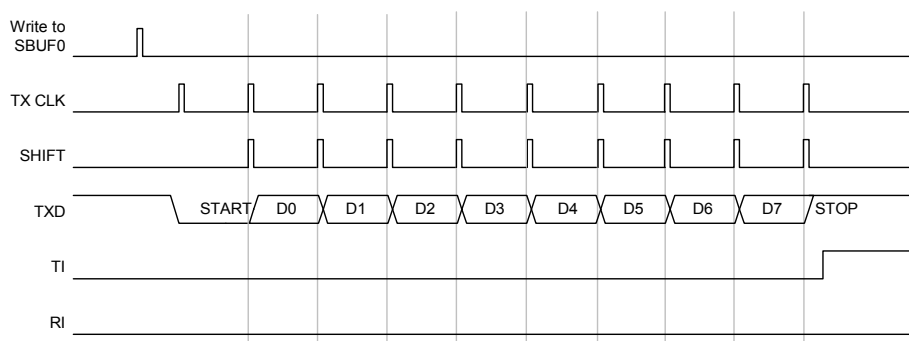 Write to
SBUF0
TX CLK
SHIFT
TXD START D0 D1 D2 D3 D4 D5 D6 D7 STOP
TI
RI